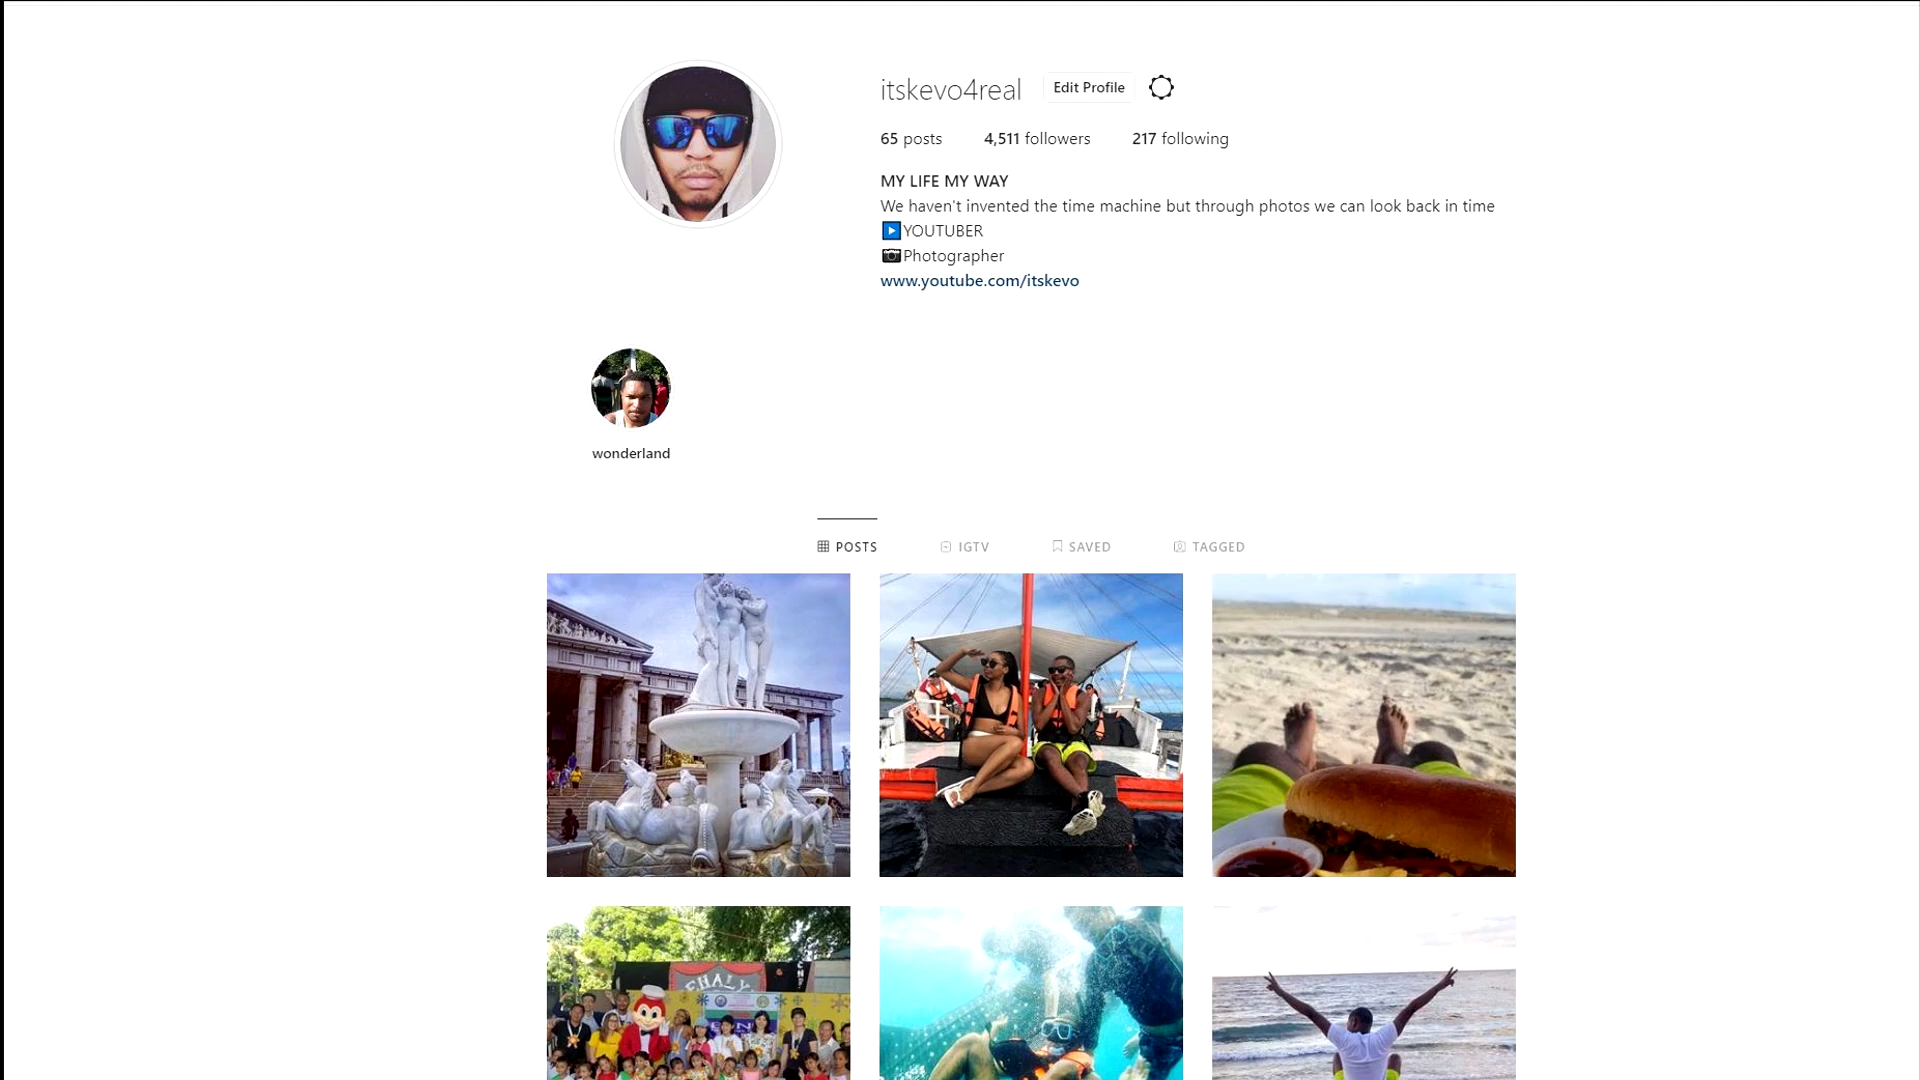 itskevo4real Edit Profile
65 posts 4,511 followers 217 following
MY LIFE MY WAY
We haven't invented the time machine but through photos we can look back in time
YOUTUBER
Photographer
www.youtube.com/itskevo
wonderland
POSTS IGTV SAVED TAGGED